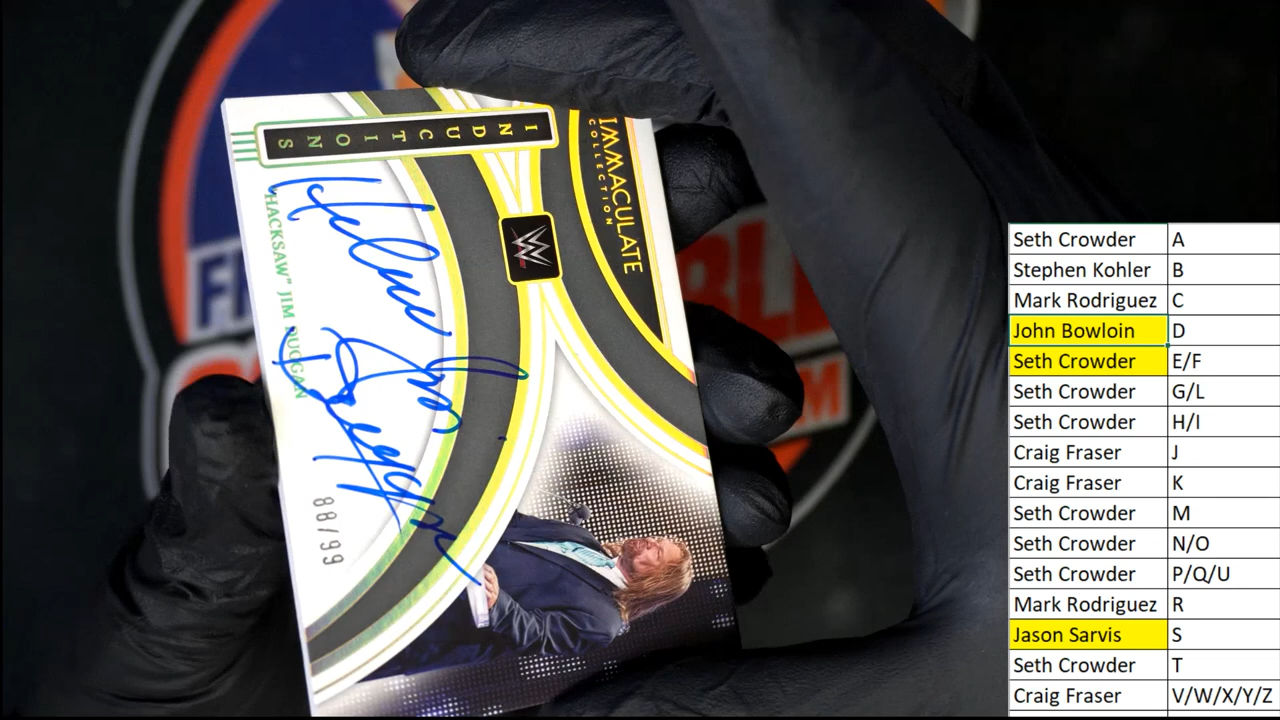 INDUCTIONS
IMMACULATE
COLLECTION
W
HACKSAW" JIM DUGGAN
88/99
Seth Crowder A
Stephen Kohler B
Mark Rodriguez C
John Bowloin D
Seth Crowder E/F
Seth Crowder G/L
Seth Crowder H/I
Craig Fraser J
Craig Fraser K
Seth Crowder M
Seth Crowder N/O
Seth Crowder P/Q/U
Mark Rodriguez R
Jason Sarvis S
Seth Crowder T
Craig Fraser V/W/X/Y/Z